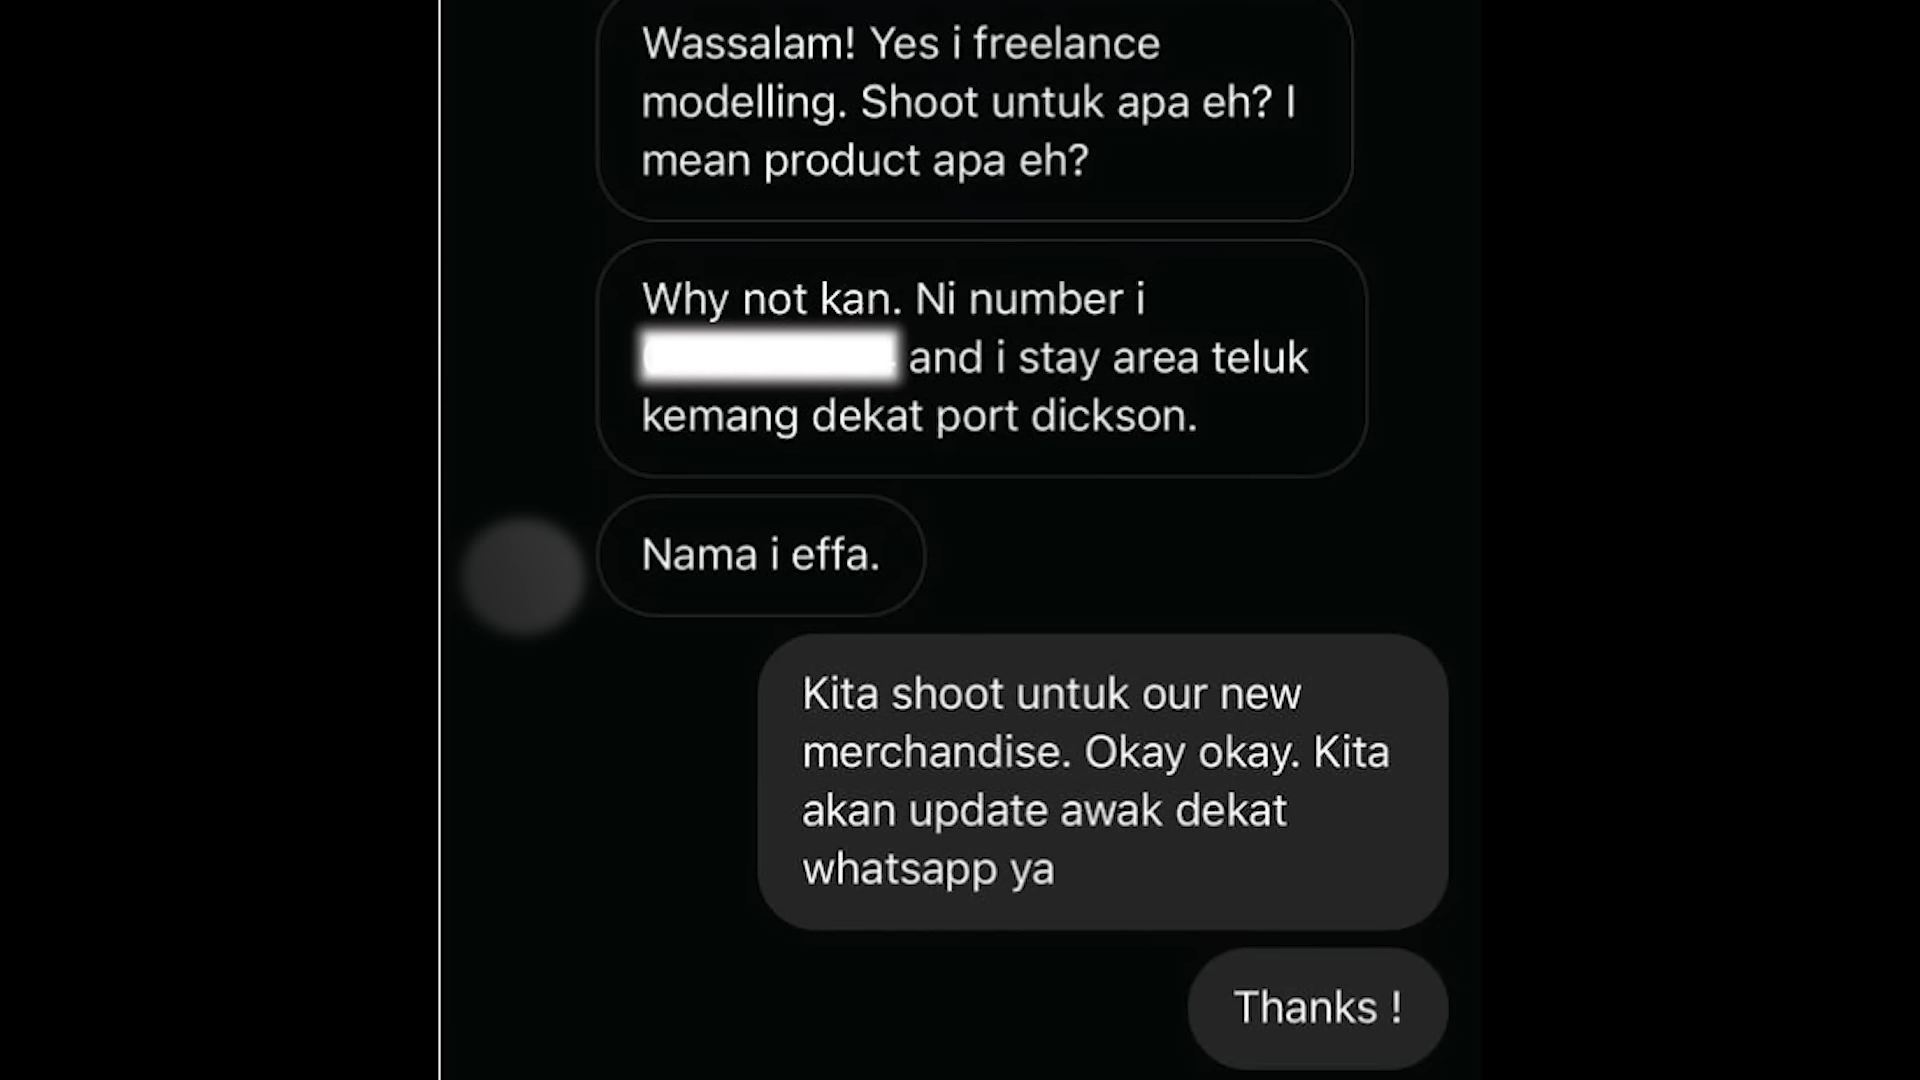 Wassalam! Yes i freelance
modelling. Shoot untuk apa eh? I
mean product apa eh?
Why not kan. Ni number i
and i stay area teluk
kemang dekat port dickson.
Nama i effa.
Kita shoot untuk our new
merchandise. Okay okay. Kita
akan update awak dekat
whatsapp ya
Thanks !